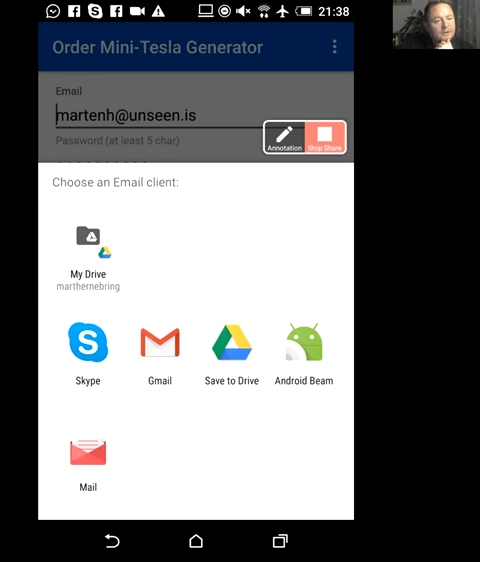 21:38
Order Mini-Tesla Generator
Email
martenh@unseen.is
Password (at least 5 char)
Annotation
Stop Share
Choose an Email client:
My Drive
marthernebring
Skype
Gmail
Save to Drive
Android Beam
Mail